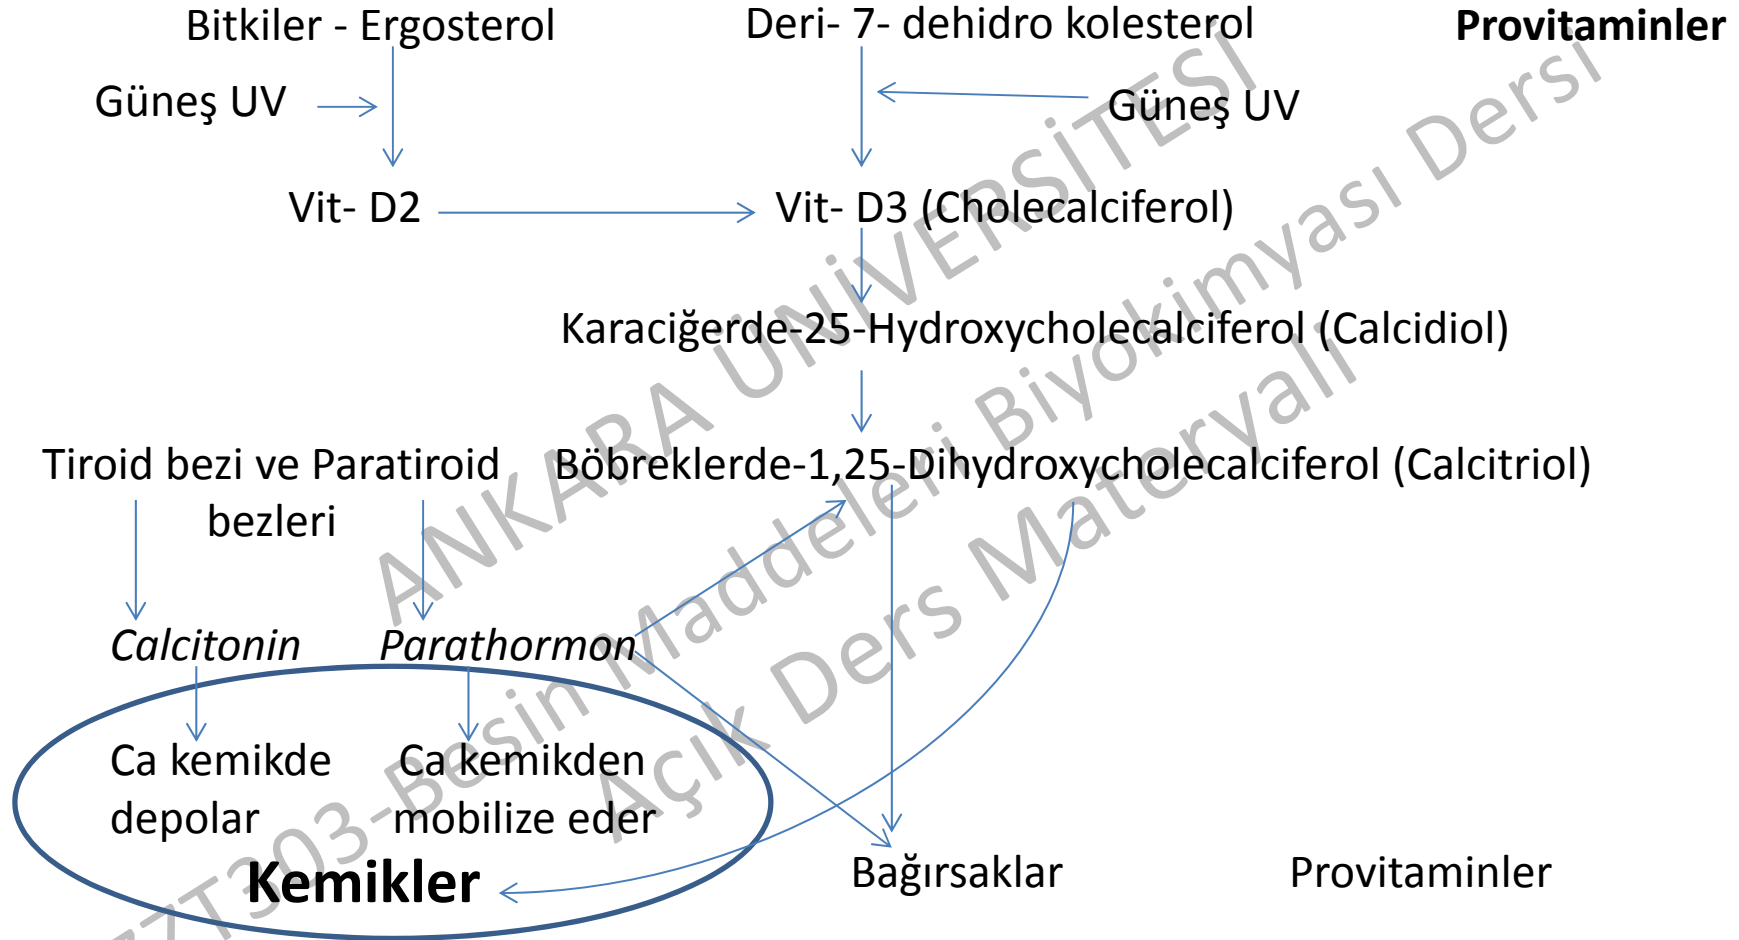 Bitkiler - Ergosterol
Deri- 7- dehidro kolesterol
Provitaminler
Güneş UV
Güneş UV
Vit- D2
Vit- D3 (Cholecalciferol)
Karaciğerde-25-Hydroxycholecalciferol (Calcidiol)
Tiroid bezi ve Paratiroid
bezleri
Böbreklerde-1,25-Dihydroxycholecalciferol (Calcitriol)
Calcitonin
Parathormon
Ca kemikde
depolar
Ca kemikden
mobilize eder
Kemikler
Bağırsaklar
Provitaminler
ANKARA ÜNİVERSİTESİ
ZZT303-Besin Maddeleri Biyokimyası Dersi
Açık Ders Materyali